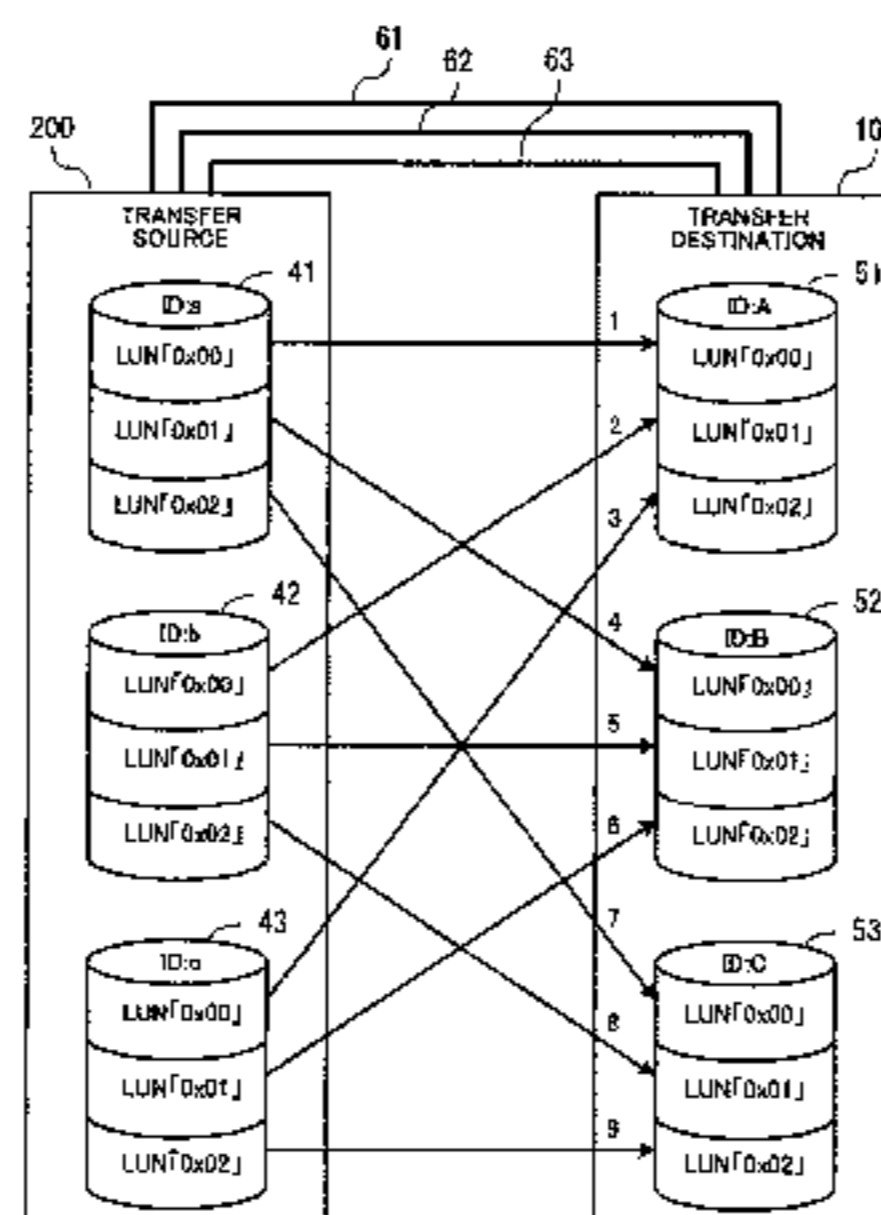 61
62
63
200
10
TRANSFER
SOURCE
TRANSFER
DESTINATION
41
ID:a
LUN「0x00」
LUN「0x01」
LUN「0x02」
51
ID:A
LUN「0x00」
LUN「0x01」
LUN「0x02」
1
2
3
4
5
6
7
8
9
42
ID:b
LUN「0x00」
LUN「0x01」
LUN「0x02」
52
ID:B
LUN「0x00」
LUN「0x01」
LUN「0x02」
43
ID:c
LUN「0x00」
LUN「0x01」
LUN「0x02」
53
ID:C
LUN「0x00」
LUN「0x01」
LUN「0x02」